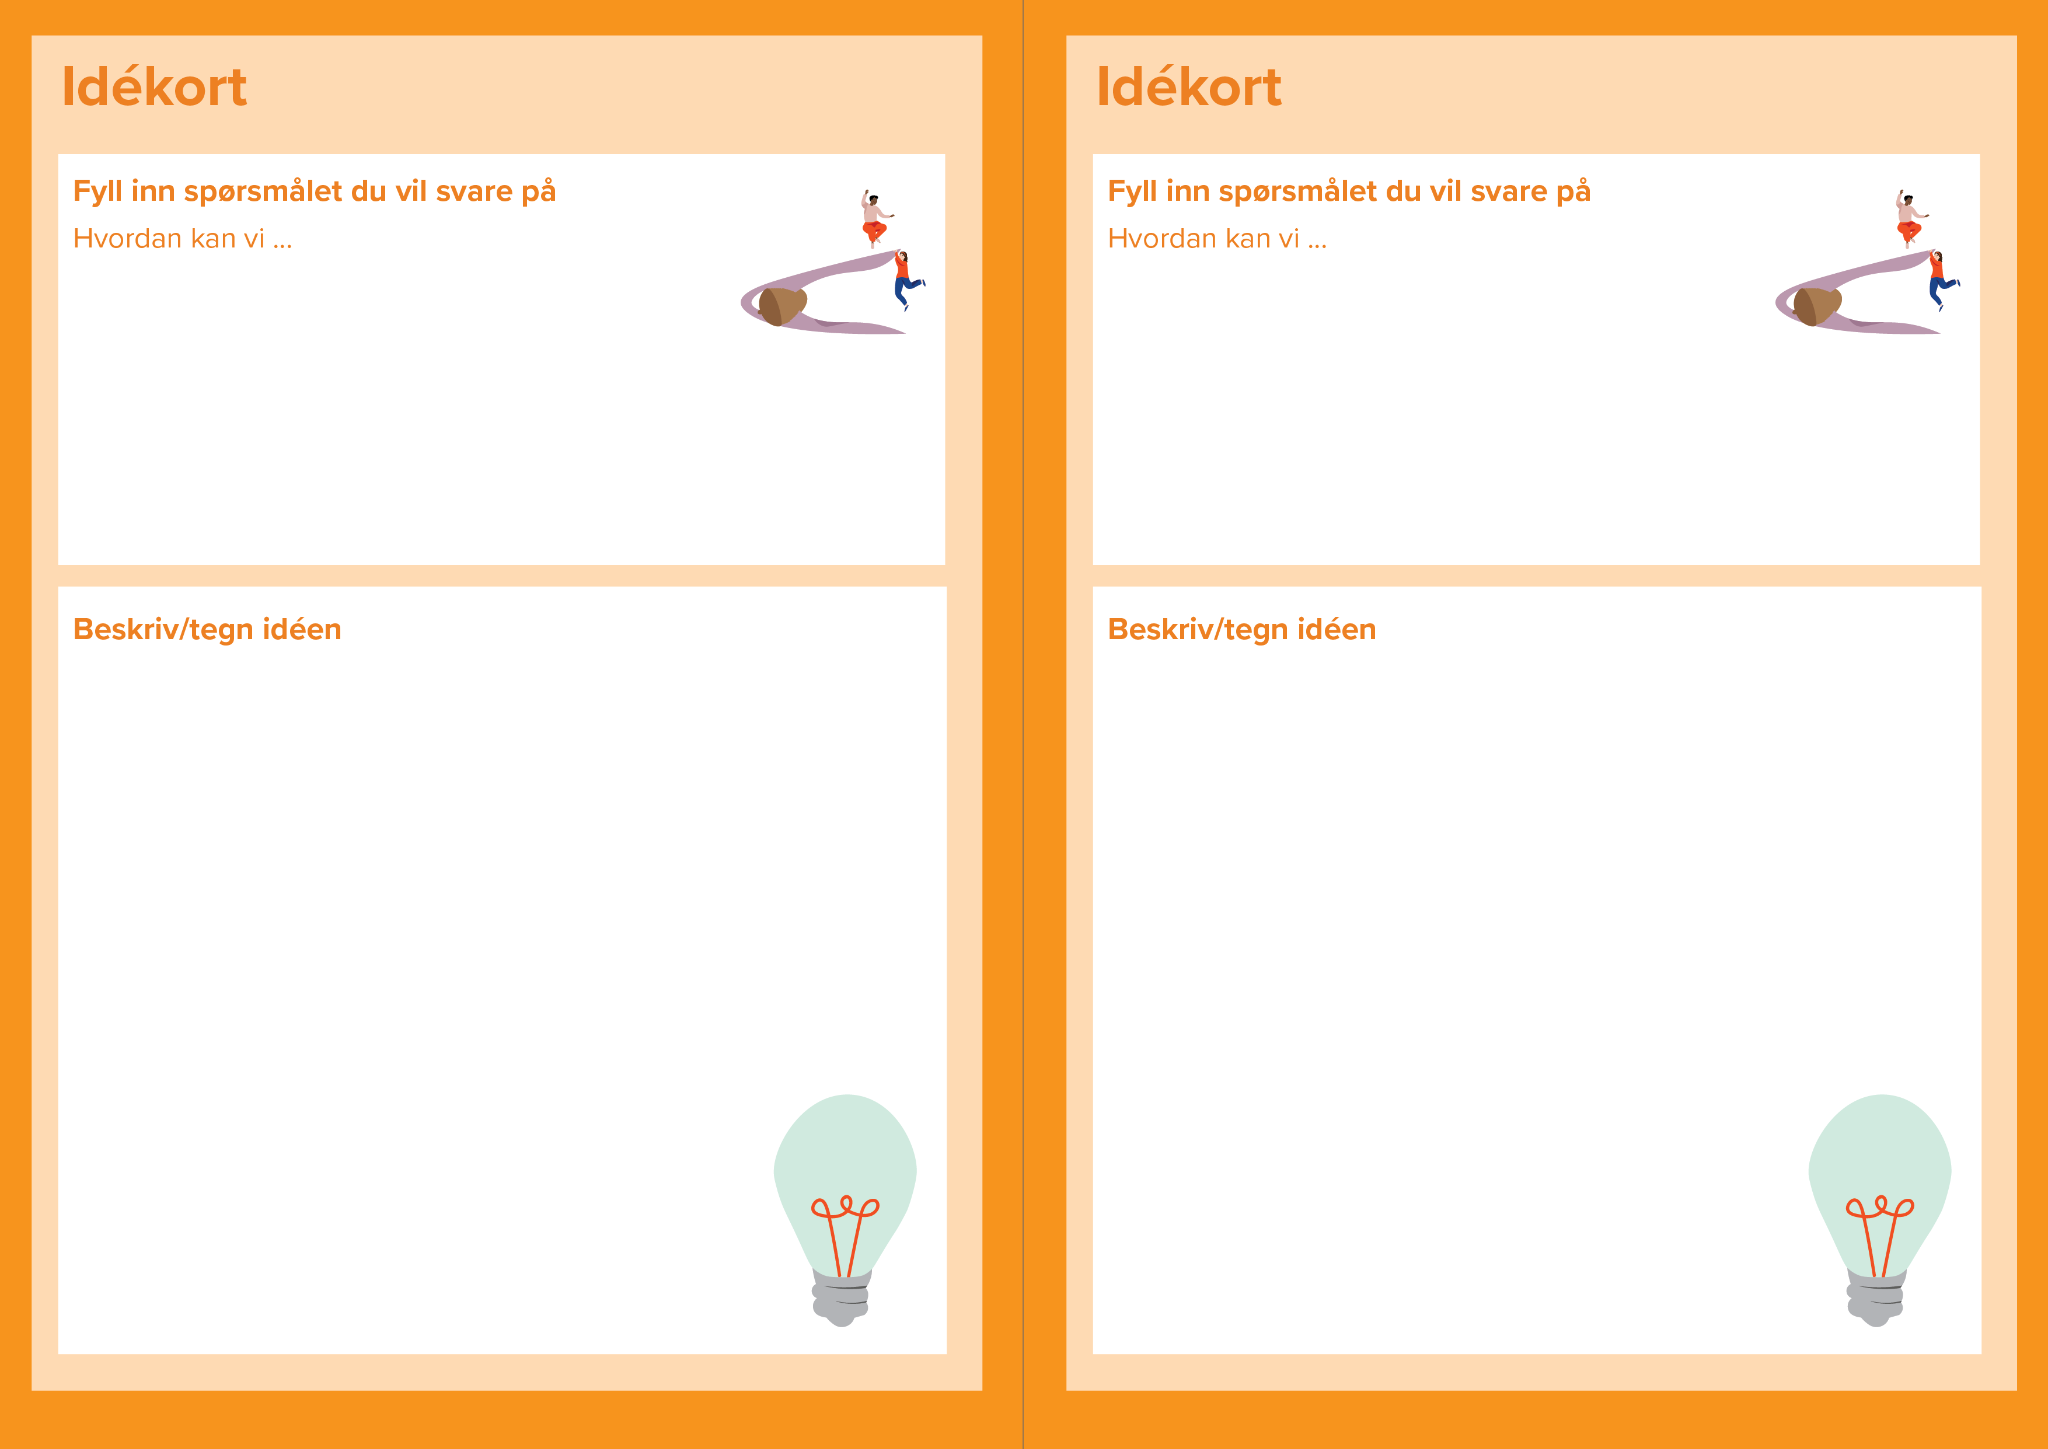 Idékort
Fyll inn spørsmålet du vil svare på
Hvordan kan vi ...
Beskriv/tegn idéen
Idékort
Fyll inn spørsmålet du vil svare på
Hvordan kan vi ...
Beskriv/tegn idéen